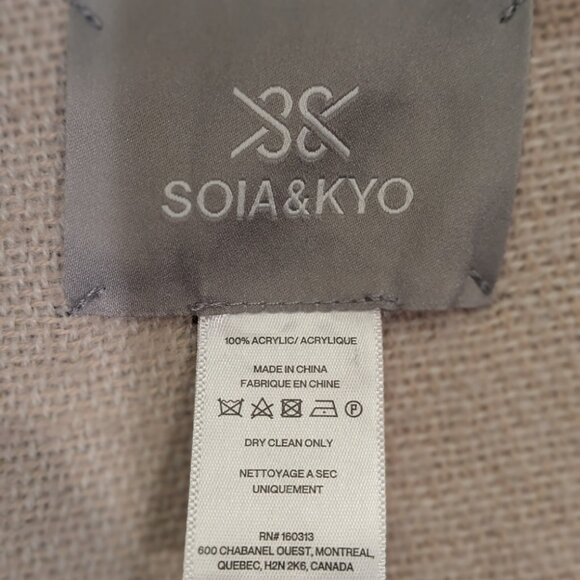 SOIA&KYO
100% ACRYLIC/ ACRYLIQUE
MADE IN CHINA
FABRIQUE EN CHINE
P
DRY CLEAN ONLY
NETTOYAGE A SEC
UNIQUEMENT
RN# 160313
600 CHABANEL OUEST, MONTREAL,
QUEBEC, H2N 2K6, CANADA